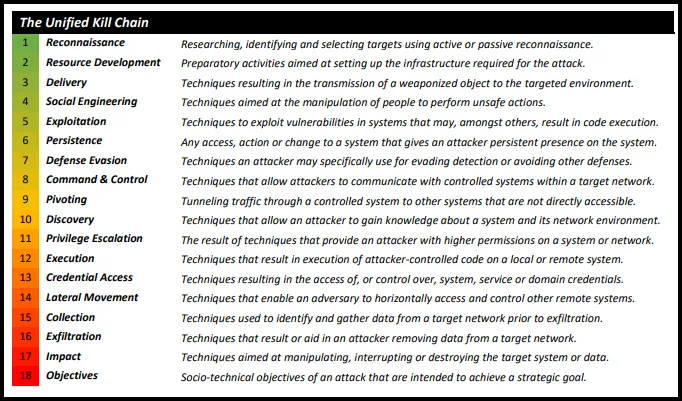 The Unified Kill Chain
1 Reconnaissance Researching, identifying and selecting targets using active or passive reconnaissance.
2 Resource Development Preparatory activities aimed at setting up the infrastructure required for the attack.
3 Delivery Techniques resulting in the transmission of a weaponized object to the targeted environment.
4 Social Engineering Techniques aimed at the manipulation of people to perform unsafe actions.
5 Exploitation Techniques to exploit vulnerabilities in systems that may, amongst others, result in code execution.
6 Persistence Any access, action or change to a system that gives an attacker persistent presence on the system.
7 Defense Evasion Techniques an attacker may specifically use for evading detection or avoiding other defenses.
8 Command & Control Techniques that allow attackers to communicate with controlled systems within a target network.
9 Pivoting Tunneling traffic through a controlled system to other systems that are not directly accessible.
10 Discovery Techniques that allow an attacker to gain knowledge about a system and its network environment.
11 Privilege Escalation The result of techniques that provide an attacker with higher permissions on a system or network.
12 Execution Techniques that result in execution of attacker-controlled code on a local or remote system.
13 Credential Access Techniques resulting in the access of, or control over, system, service or domain credentials.
14 Lateral Movement Techniques that enable an adversary to horizontally access and control other remote systems.
15 Collection Techniques used to identify and gather data from a target network prior to exfiltration.
16 Exfiltration Techniques that result or aid in an attacker removing data from a target network.
17 Impact Techniques aimed at manipulating, interrupting or destroying the target system or data.
18 Objectives Socio-technical objectives of an attack that are intended to achieve a strategic goal.